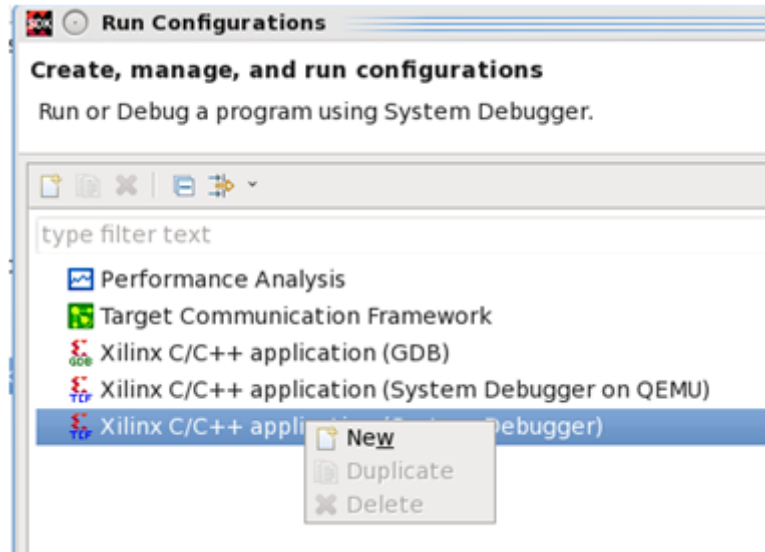 Run Configurations
Create, manage, and run configurations
Run or Debug a program using System Debugger.
type filter text
Performance Analysis
Target Communication Framework
Xilinx C/C++ application (GDB)
Xilinx C/C++ application (System Debugger on QEMU)
Xilinx C/C++ appli ebugger)
New
Duplicate
Delete